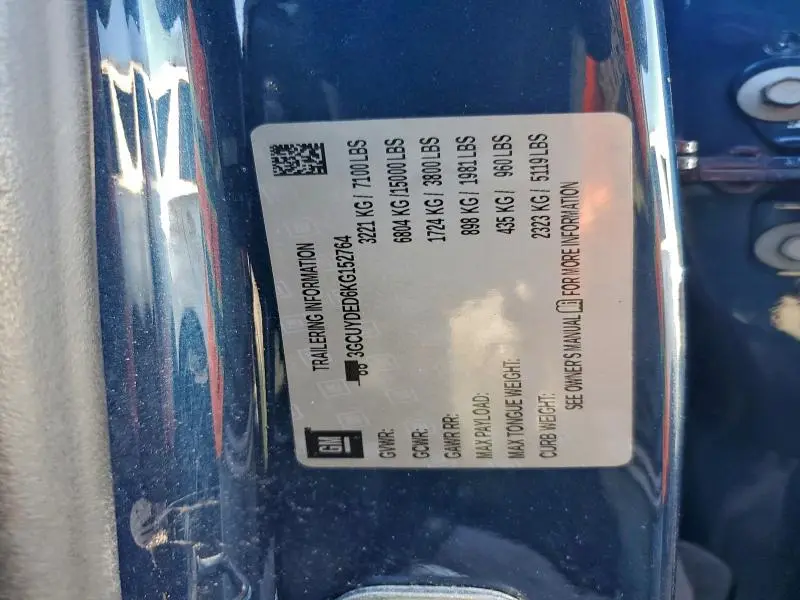 GM
TRAILERING INFORMATION
3GCUYDED6KG152764
GVWR: 3221 KG / 7100 LBS
GCWR: 6804 KG /15000 LBS
GAWR RR: 1724 KG / 3800 LBS
MAX PAYLOAD: 898 KG / 1981 LBS
MAX TONGUE WEIGHT: 435 KG / 960 LBS
CURB WEIGHT: 2323 KG / 5119 LBS
SEE OWNER'S MANUAL FOR MORE INFORMATION